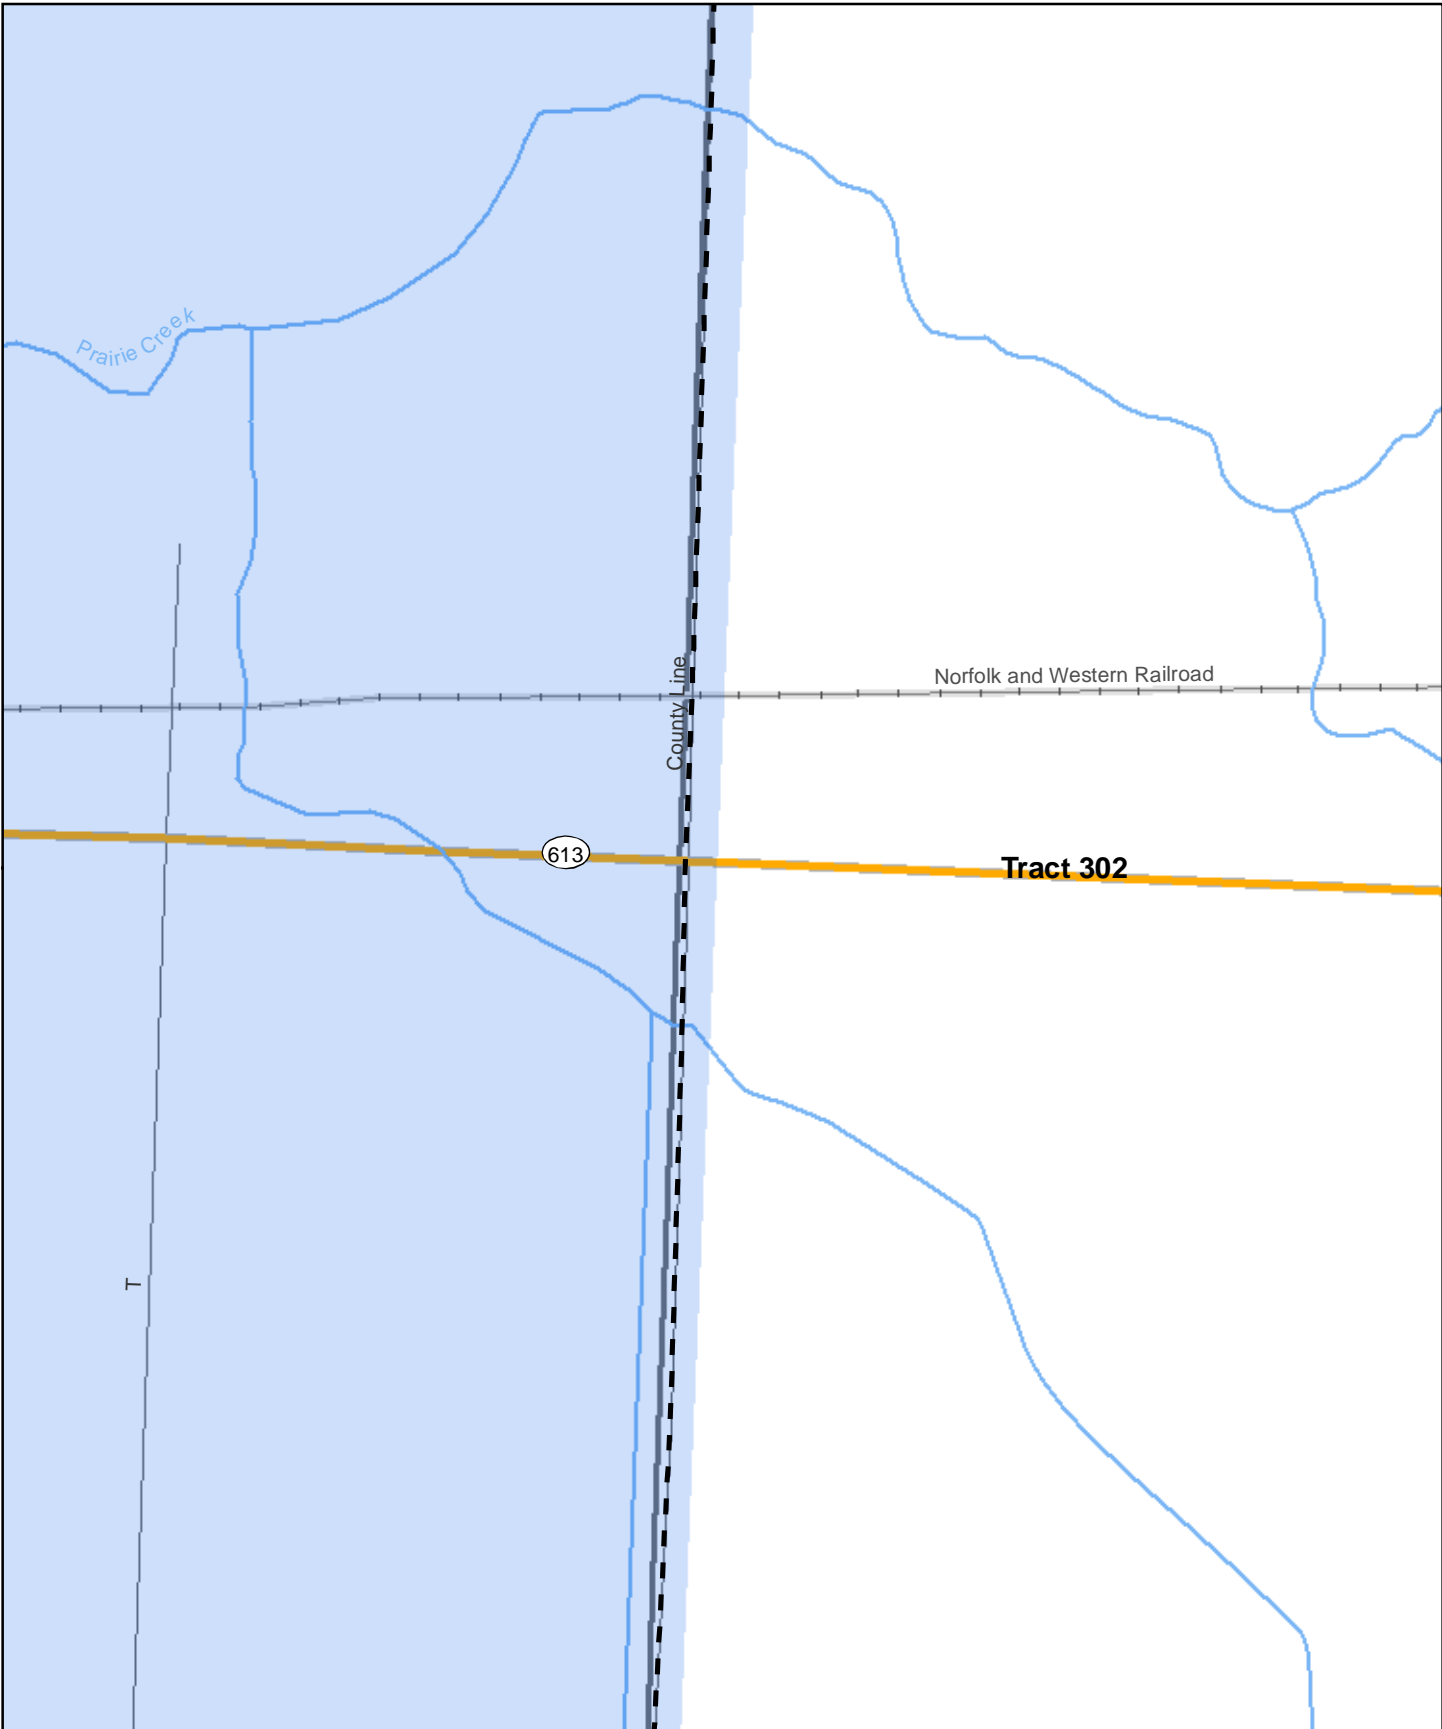 Prairie Creek
Norfolk and Western Railroad
County Line
613
Tract 302
T